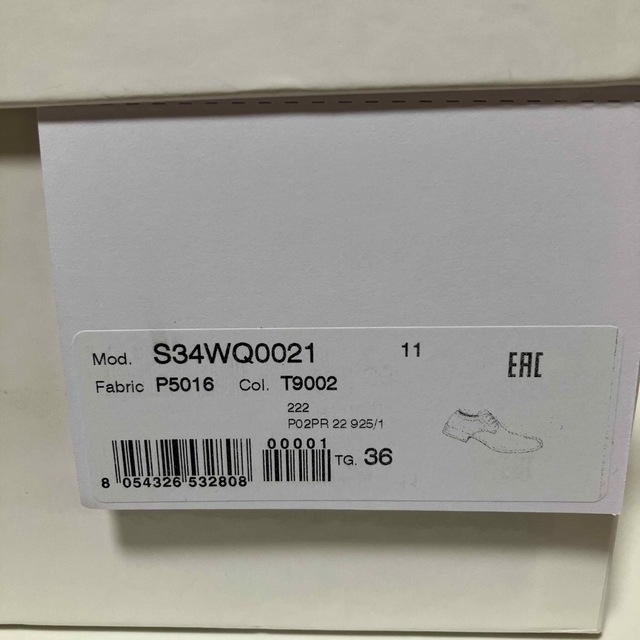 Mod. S34WQ0021 11 EAC
Fabric P5016 Col. T9002
222
P02PR 22 925/1
00001
TG. 36
8 054326 532808